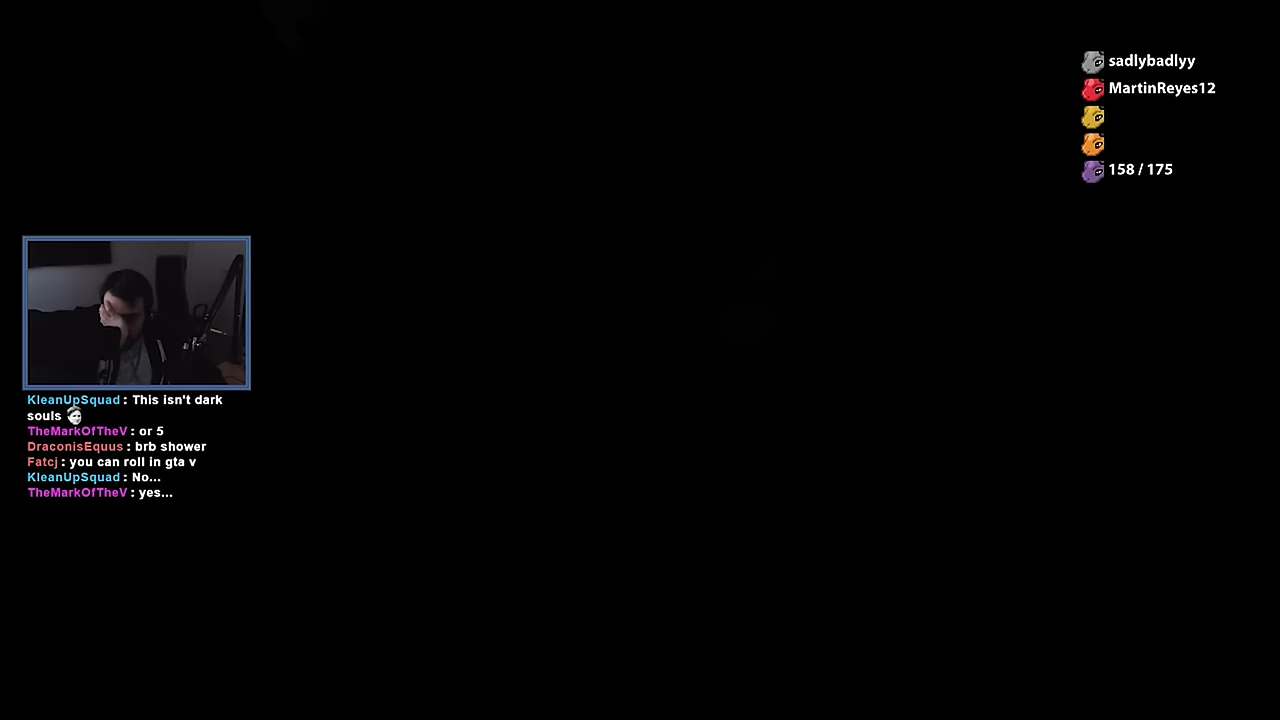 sadlybadlyy
MartinReyes12
158 / 175
KleanUpSquad : This isn't dark
souls
TheMarkOfTheV : or 5
DraconisEquus : brb shower
Fatcj : you can roll in gta v
KleanUpSquad : No...
TheMarkOfTheV : yes...